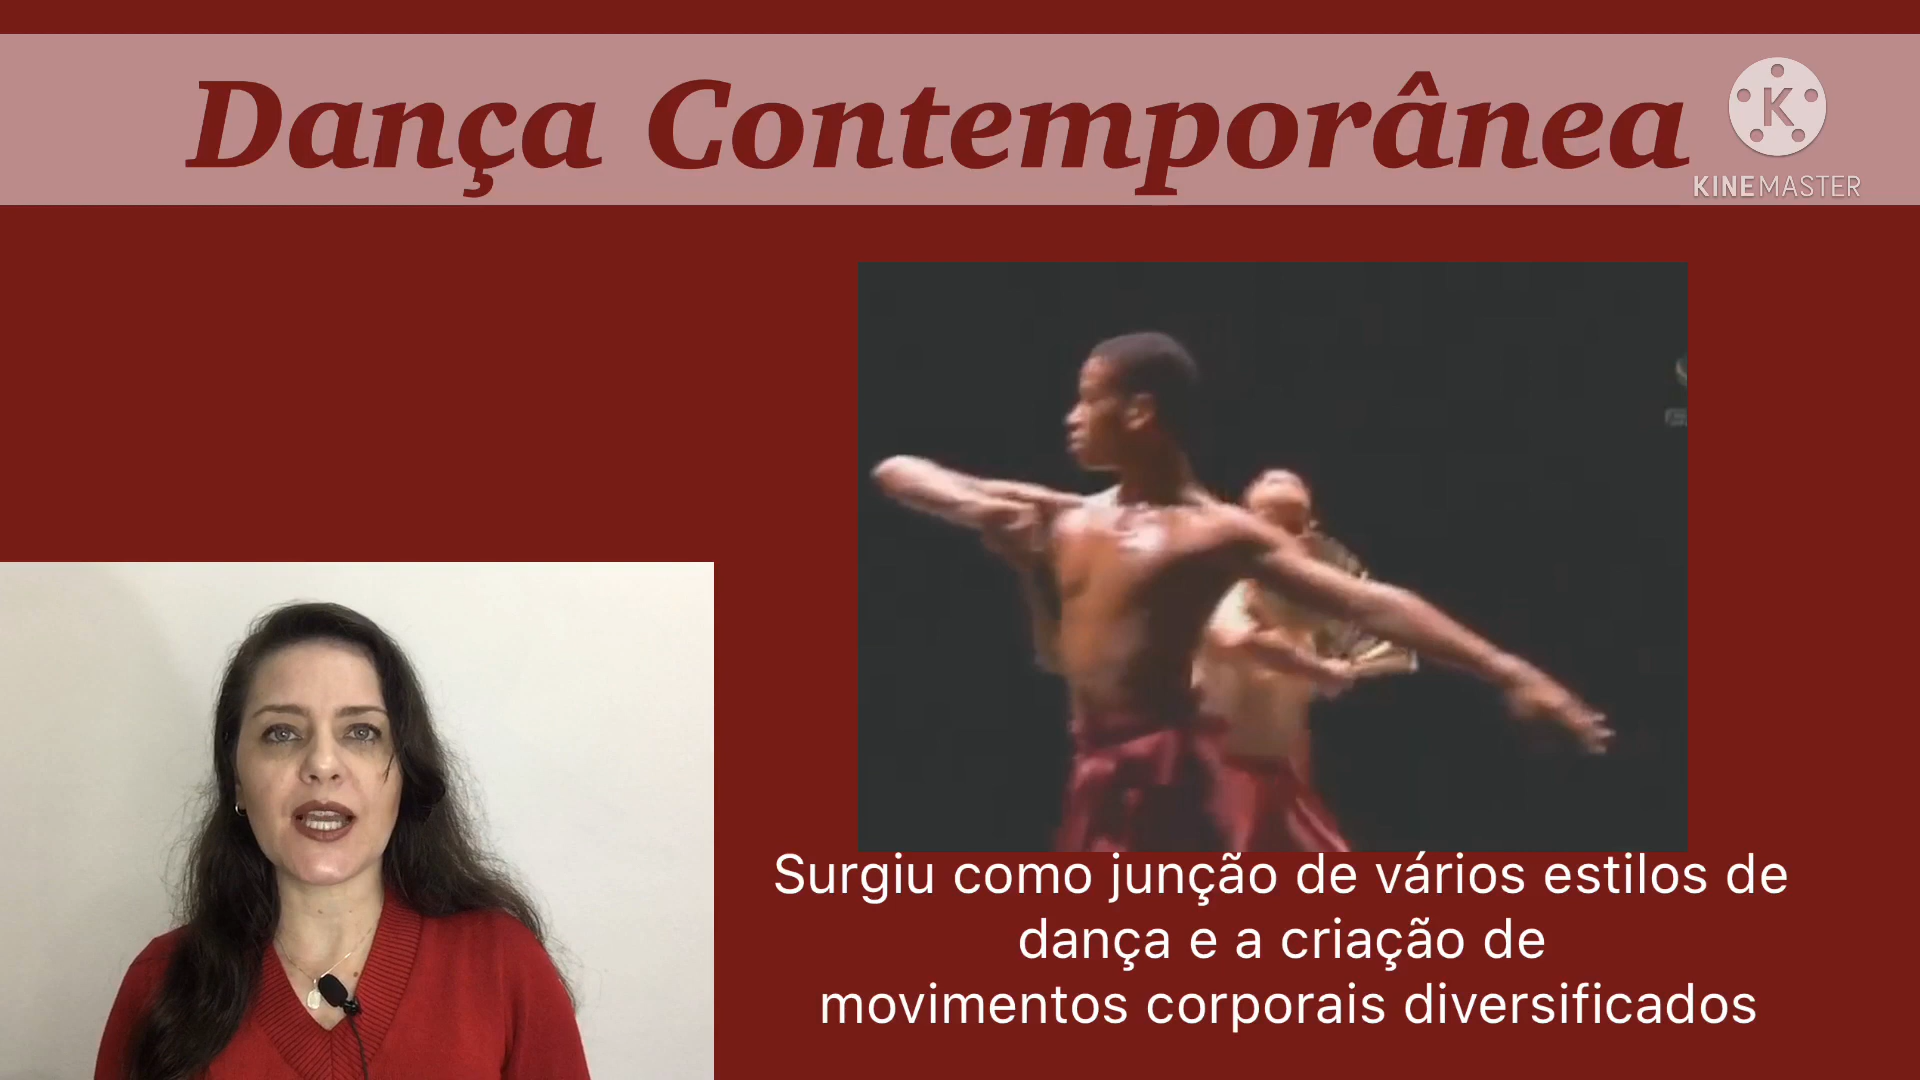 Dança Contemporânea
K
KINEMASTER
Surgiu como junção de vários estilos de
dança e a criação de
movimentos corporais diversificados